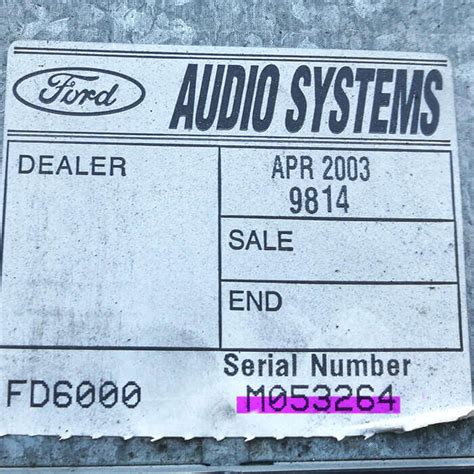 Ford AUDIO SYSTEMS
DEALER
APR 2003
9814
SALE
END
Serial Number
FD6000 M053264